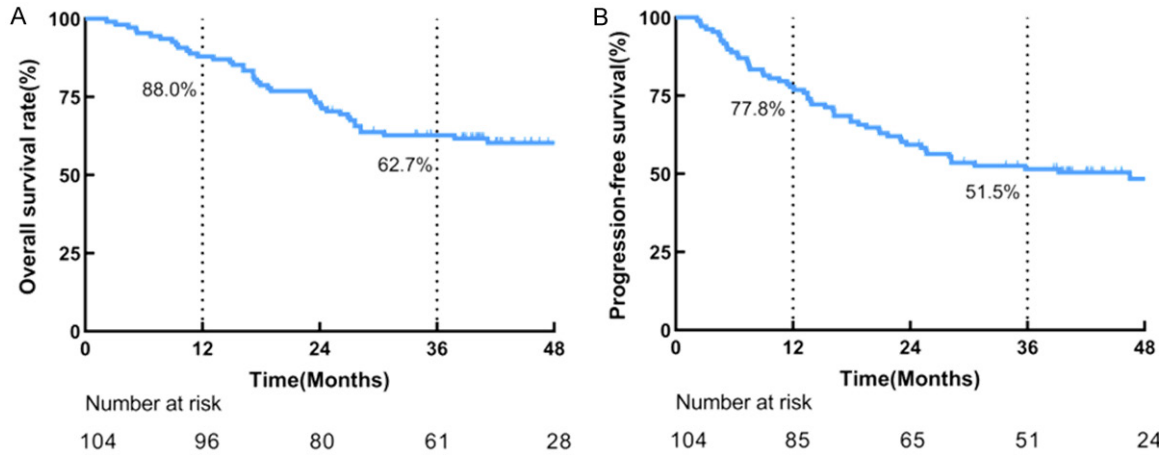 A
Overall survival rate(%)
100
75
50
25
0
88.0%
62.7%
0 12 24 36 48
Time(Months)
Number at risk
104 96 80 61 28
B
Progression-free survival(%)
100
75
50
25
0
77.8%
51.5%
0 12 24 36 48
Time(Months)
Number at risk
104 85 65 51 24